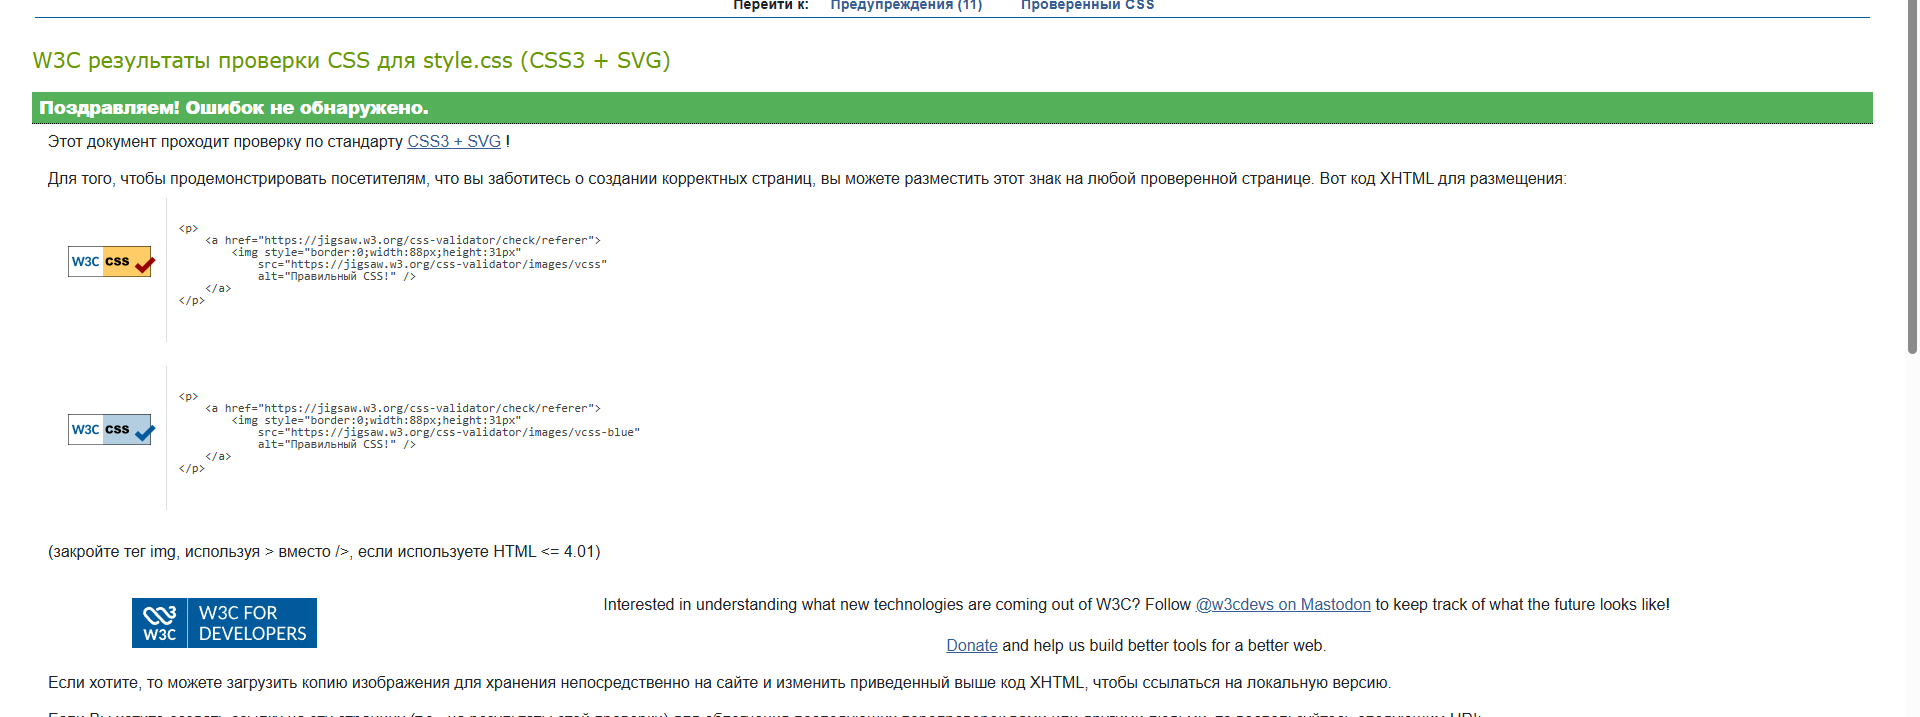 Перейти к: Предупреждения (11) Проверенный CSS
W3C результаты проверки CSS для style.css (CSS3 + SVG)
Поздравляем! Ошибок не обнаружено.
Этот документ проходит проверку по стандарту CSS3 + SVG !
Для того, чтобы продемонстрировать посетителям, что вы заботитесь о создании корректных страниц, вы можете разместить этот знак на любой проверенной странице. Вот код XHTML для размещения:
W3C css
<p>
<a href="https://jigsaw.w3.org/css-validator/check/referer">
<img style="border:0;width:88px;height:31px"
src="https://jigsaw.w3.org/css-validator/images/vcss"
alt="Правильный CSS!" />
</a>
</p>
W3C css
<p>
<a href="https://jigsaw.w3.org/css-validator/check/referer">
<img style="border:0;width:88px;height:31px"
src="https://jigsaw.w3.org/css-validator/images/vcss-blue"
alt="Правильный CSS!" />
</a>
</p>
(закройте тег img, используя > вместо />, если используете HTML <= 4.01)
W3C
W3C FOR
DEVELOPERS
Interested in understanding what new technologies are coming out of W3C? Follow @w3cdevs on Mastodon to keep track of what the future looks like!
Donate and help us build better tools for a better web.
Если хотите, то можете загрузить копию изображения для хранения непосредственно на сайте и изменить приведенный выше код XHTML, чтобы ссылаться на локальную версию.